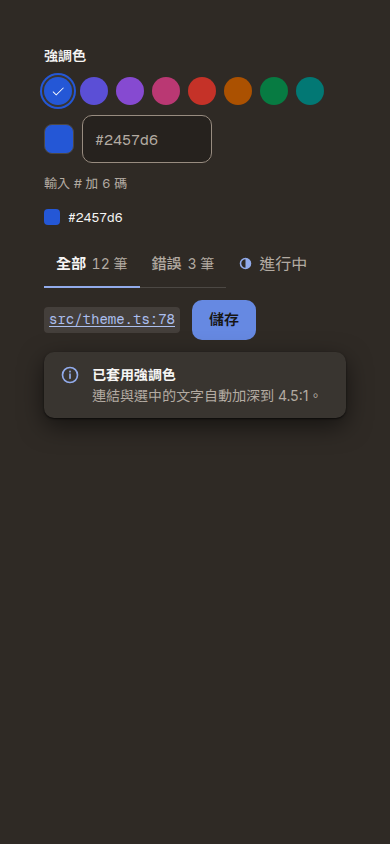 強調色
#2457d6
輸入 # 加 6 碼
#2457d6
全部 12 筆 錯誤 3 筆 進行中
src/theme.ts:78 儲存
已套用強調色
連結與選中的文字自動加深到 4.5:1。